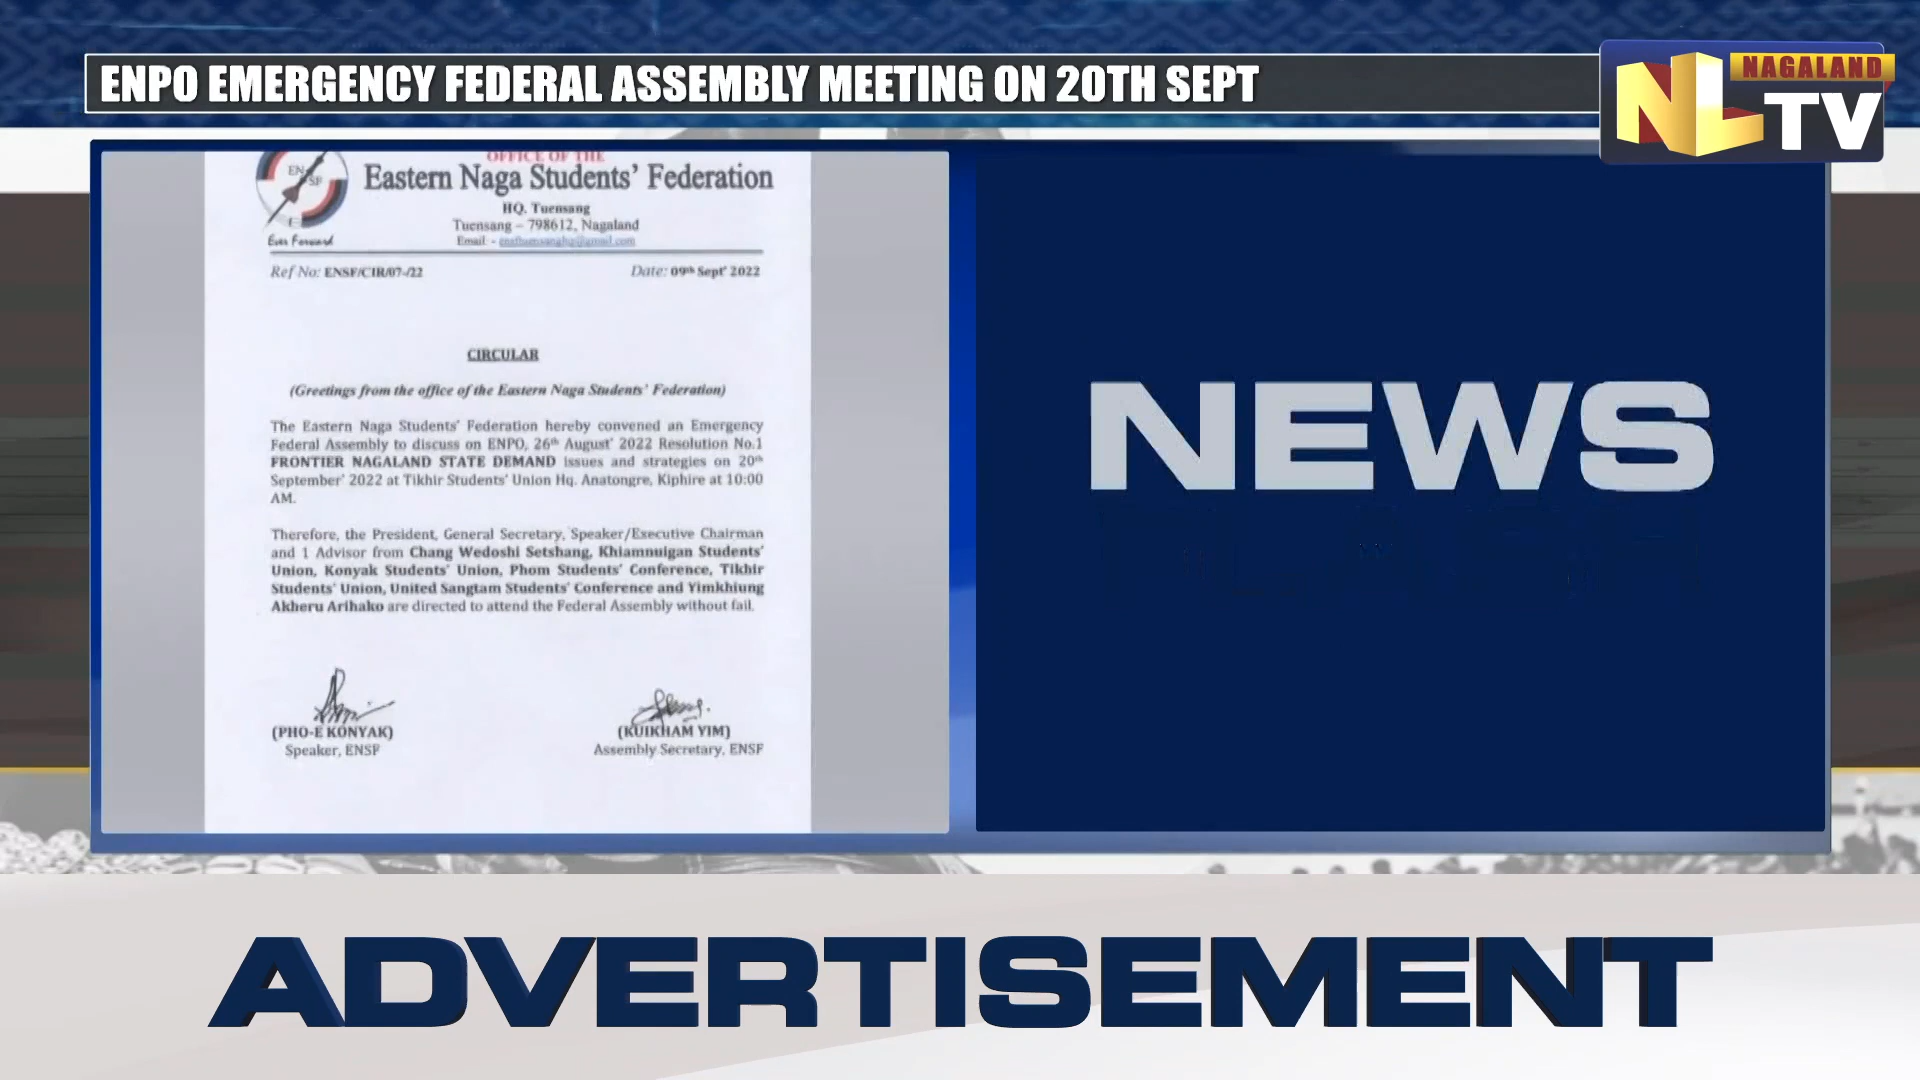 ENPO EMERGENCY FEDERAL ASSEMBLY MEETING ON 20TH SEPT
NAGALAND
NL TV
OFFICE OF THE
Eastern Naga Students' Federation
HQ. Tuensang
Tuensang – 798612, Nagaland
Email: - ensftuensanghq@gmail.com
ENSF
Ever Forward
Ref No: ENSF/CIR/07-/22
Date: 09th Sept' 2022
CIRCULAR
(Greetings from the office of the Eastern Naga Students' Federation)
The Eastern Naga Students' Federation hereby convened an Emergency
Federal Assembly to discuss on ENPO, 26th August' 2022 Resolution No.1
FRONTIER NAGALAND STATE DEMAND issues and strategies on 20th
September' 2022 at Tikhir Students' Union Hq. Anatongre, Kiphire at 10:00
AM.
Therefore, the President, General Secretary, Speaker/Executive Chairman
and 1 Advisor from Chang Wedoshi Setshang, Khiamnuigan Students'
Union, Konyak Students' Union, Phom Students' Conference, Tikhir
Students' Union, United Sangtam Students' Conference and Yimkhiung
Akheru Arihako are directed to attend the Federal Assembly without fail.
(PHO-E KONYAK)
Speaker, ENSF
(KUIKHAM YIM)
Assembly Secretary, ENSF
NEWS
ADVERTISEMENT